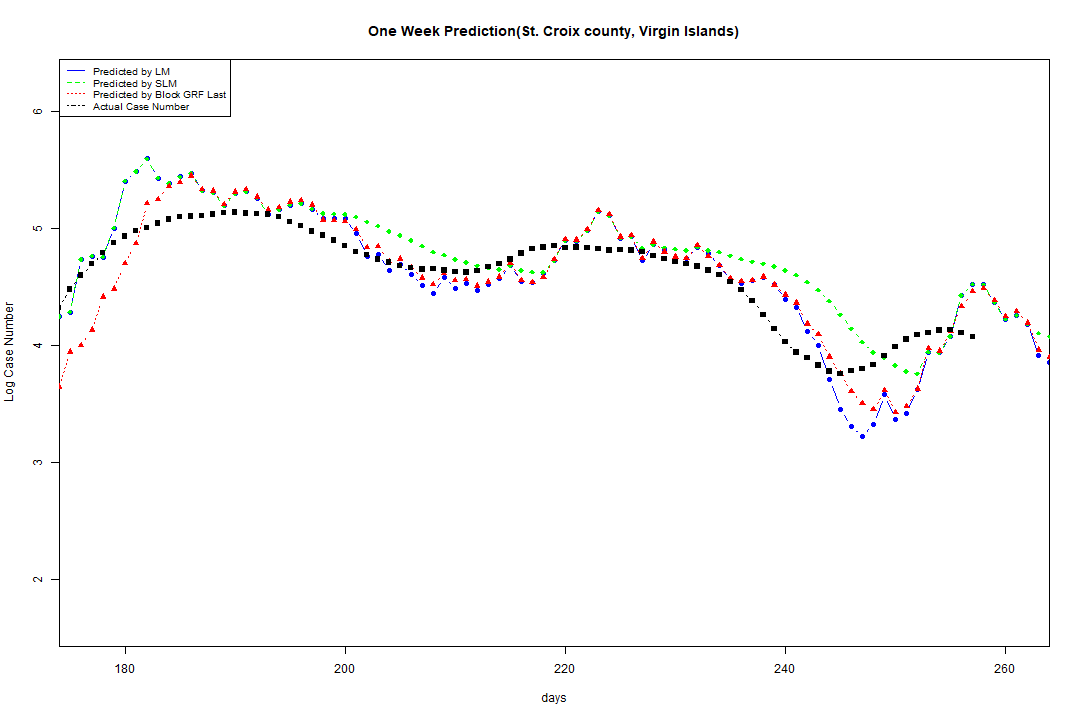 One Week Prediction(St. Croix county, Virgin Islands)
Predicted by LM
Predicted by SLM
Predicted by Block GRF Last
Actual Case Number
6
5
4
3
2
Log Case Number
180 200 220 240 260
days